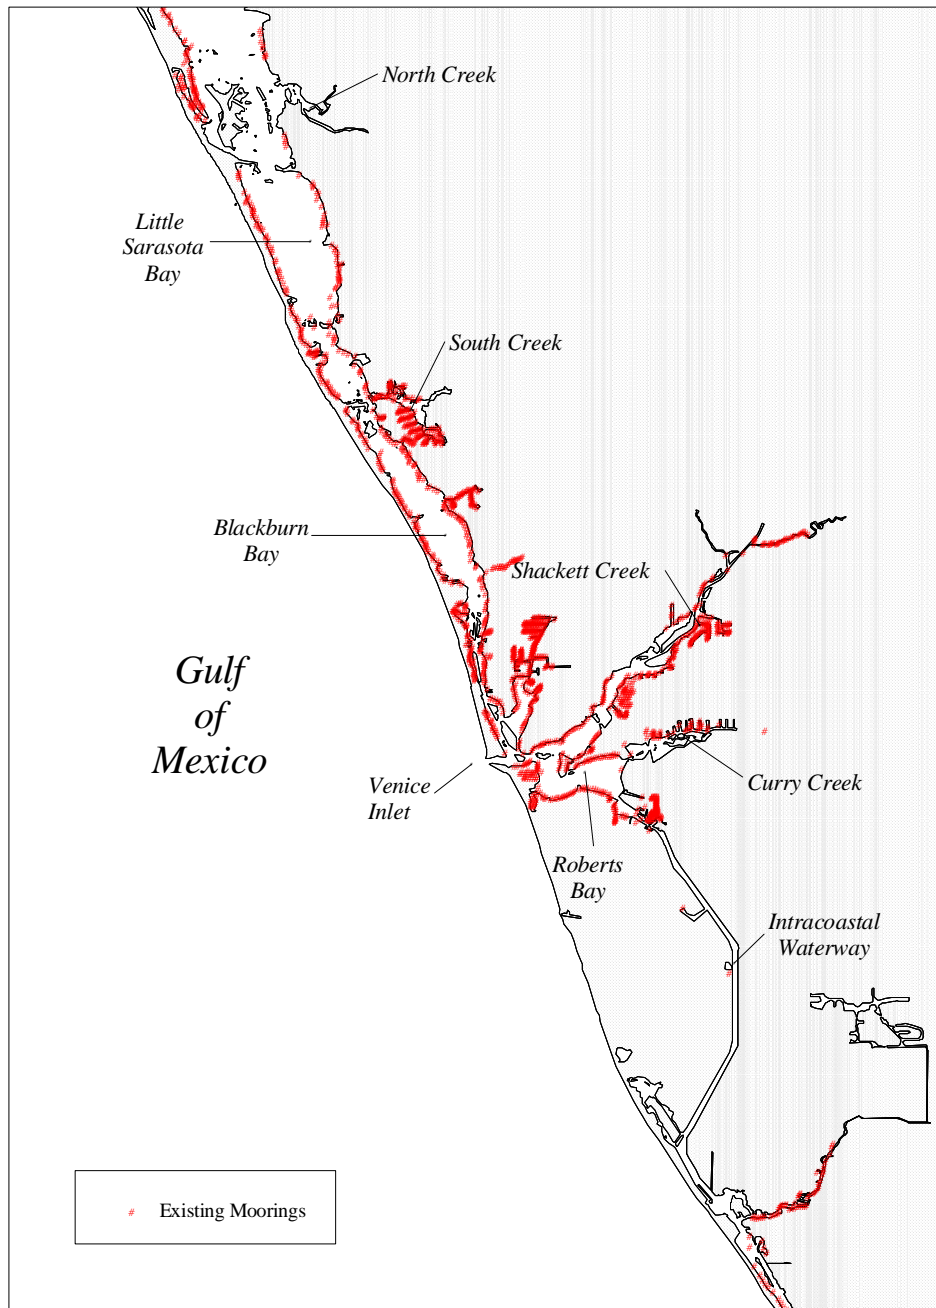 North Creek
Little
Sarasota
Bay
South Creek
Blackburn
Bay
Shackett Creek
Gulf
of
Mexico
Venice
Inlet
Curry Creek
Roberts
Bay
Intracoastal
Waterway
# Existing Moorings